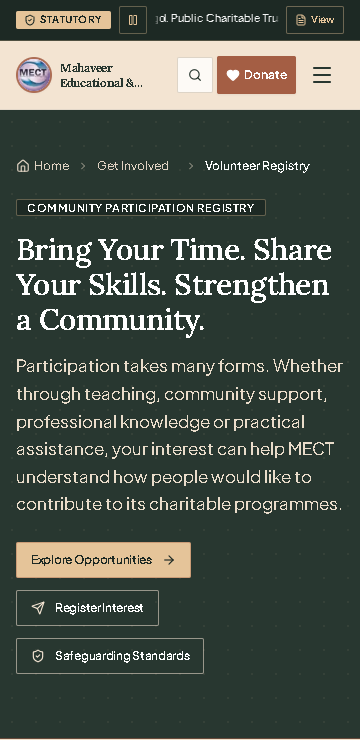 STATUTORY
gd. Public Charitable Tru
View
MECT
Mahaveer
Educational &...
Donate
Home
Get Involved
Volunteer Registry
COMMUNITY PARTICIPATION REGISTRY
Bring Your Time. Share
Your Skills. Strengthen
a Community.
Participation takes many forms. Whether
through teaching, community support,
professional knowledge or practical
assistance, your interest can help MECT
understand how people would like to
contribute to its charitable programmes.
Explore Opportunities
Register Interest
Safeguarding Standards